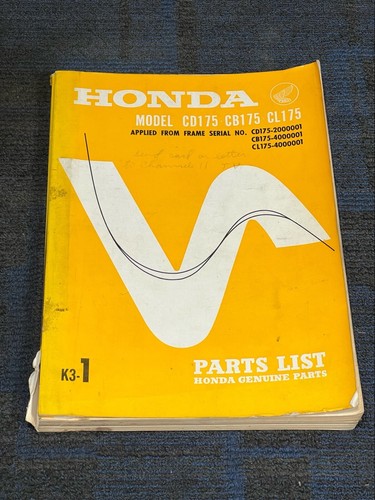 HONDA
MODEL CD175 CB175 CL175
APPLIED FROM FRAME SERIAL NO. CD175-2000001
CB175-4000001
CL175-4000001
K3-1
PARTS LIST
HONDA GENUINE PARTS